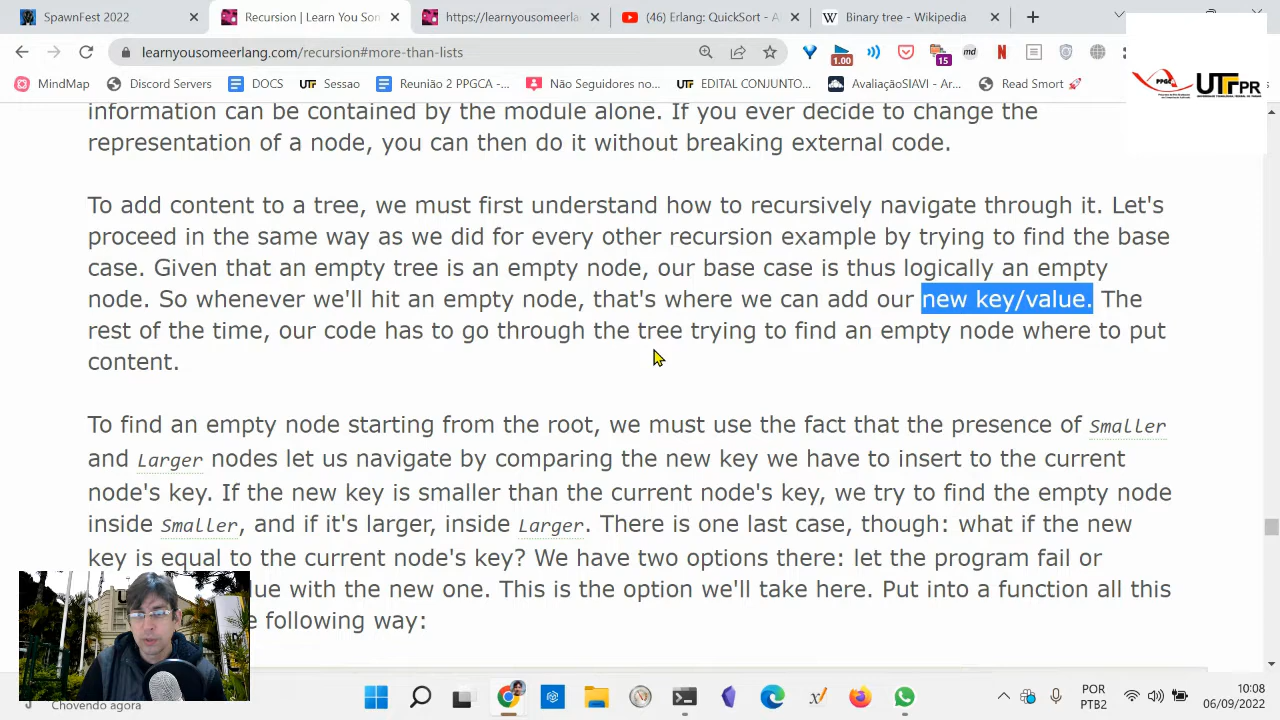 SpawnFest 2022
Recursion | Learn You Son
https://learnyousomeerlang.com/
(46) Erlang: QuickSort - A
Binary tree - Wikipedia
learnyousomeerlang.com/recursion#more-than-lists
1.00
15
md
N
MindMap
Discord Servers
DOCS
UTF Sessao
Reunião 2 PROCA -...
Não Seguidores no...
UTF EDITAL CONJUNTO...
AvaliaçãoSIAVI - Ar...
Read Smort
UTFPR
information can be contained by the module alone. If you ever decide to change the
representation of a node, you can then do it without breaking external code.
To add content to a tree, we must first understand how to recursively navigate through it. Let's
proceed in the same way as we did for every other recursion example by trying to find the base
case. Given that an empty tree is an empty node, our base case is thus logically an empty
node. So whenever we'll hit an empty node, that's where we can add our new key/value. The
rest of the time, our code has to go through the tree trying to find an empty node where to put
content.
To find an empty node starting from the root, we must use the fact that the presence of Smaller
and Larger nodes let us navigate by comparing the new key we have to insert to the current
node's key. If the new key is smaller than the current node's key, we try to find the empty node
inside Smaller, and if it's larger, inside Larger. There is one last case, though: what if the new
key is equal to the current node's key? We have two options there: let the program fail or
lue with the new one. This is the option we'll take here. Put into a function all this
e following way:
Chovendo agora
POR
PTB2
10:08
06/09/2022